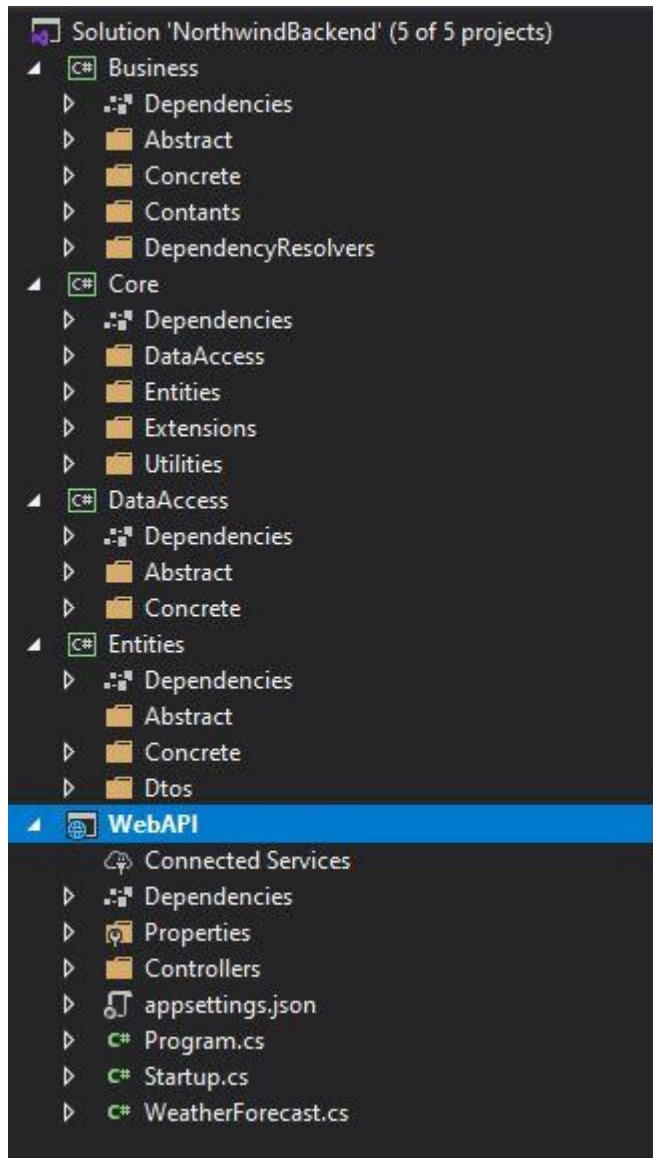 Solution 'NorthwindBackend' (5 of 5 projects)
C# Business
Dependencies
Abstract
Concrete
Contants
DependencyResolvers
C# Core
Dependencies
DataAccess
Entities
Extensions
Utilities
C# DataAccess
Dependencies
Abstract
Concrete
C# Entities
Dependencies
Abstract
Concrete
Dtos
WebAPI
Connected Services
Dependencies
Properties
Controllers
appsettings.json
C# Program.cs
C# Startup.cs
C# WeatherForecast.cs